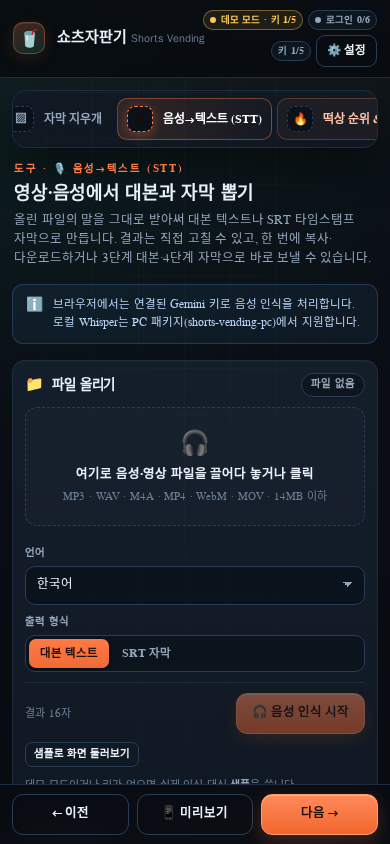 데모 모드 · 키 1/5
로그인 0/6
쇼츠자판기 Shorts Vending
키 1/5
⚙️ 설정
자막 지우개
음성→텍스트 (STT)
🔥 떡상 순위
도구 · 🎙️ 음성→텍스트 (STT)
영상·음성에서 대본과 자막 뽑기
올린 파일의 말을 그대로 받아써 대본 텍스트나 SRT 타임스탬프
자막으로 만듭니다. 결과는 직접 고칠 수 있고, 한 번에 복사·
다운로드하거나 3단계 대본·4단계 자막으로 바로 보낼 수 있습니다.
ℹ️ 브라우저에서는 연결된 Gemini 키로 음성 인식을 처리합니다.
로컬 Whisper는 PC 패키지(shorts-vending-pc)에서 지원합니다.
📁 파일 올리기
파일 없음
여기로 음성·영상 파일을 끌어다 놓거나 클릭
MP3 · WAV · M4A · MP4 · WebM · MOV · 14MB 이하
언어
한국어
출력 형식
대본 텍스트
SRT 자막
결과 16자
🎧 음성 인식 시작
샘플로 화면 둘러보기
← 이전
📱 미리보기
다음 →